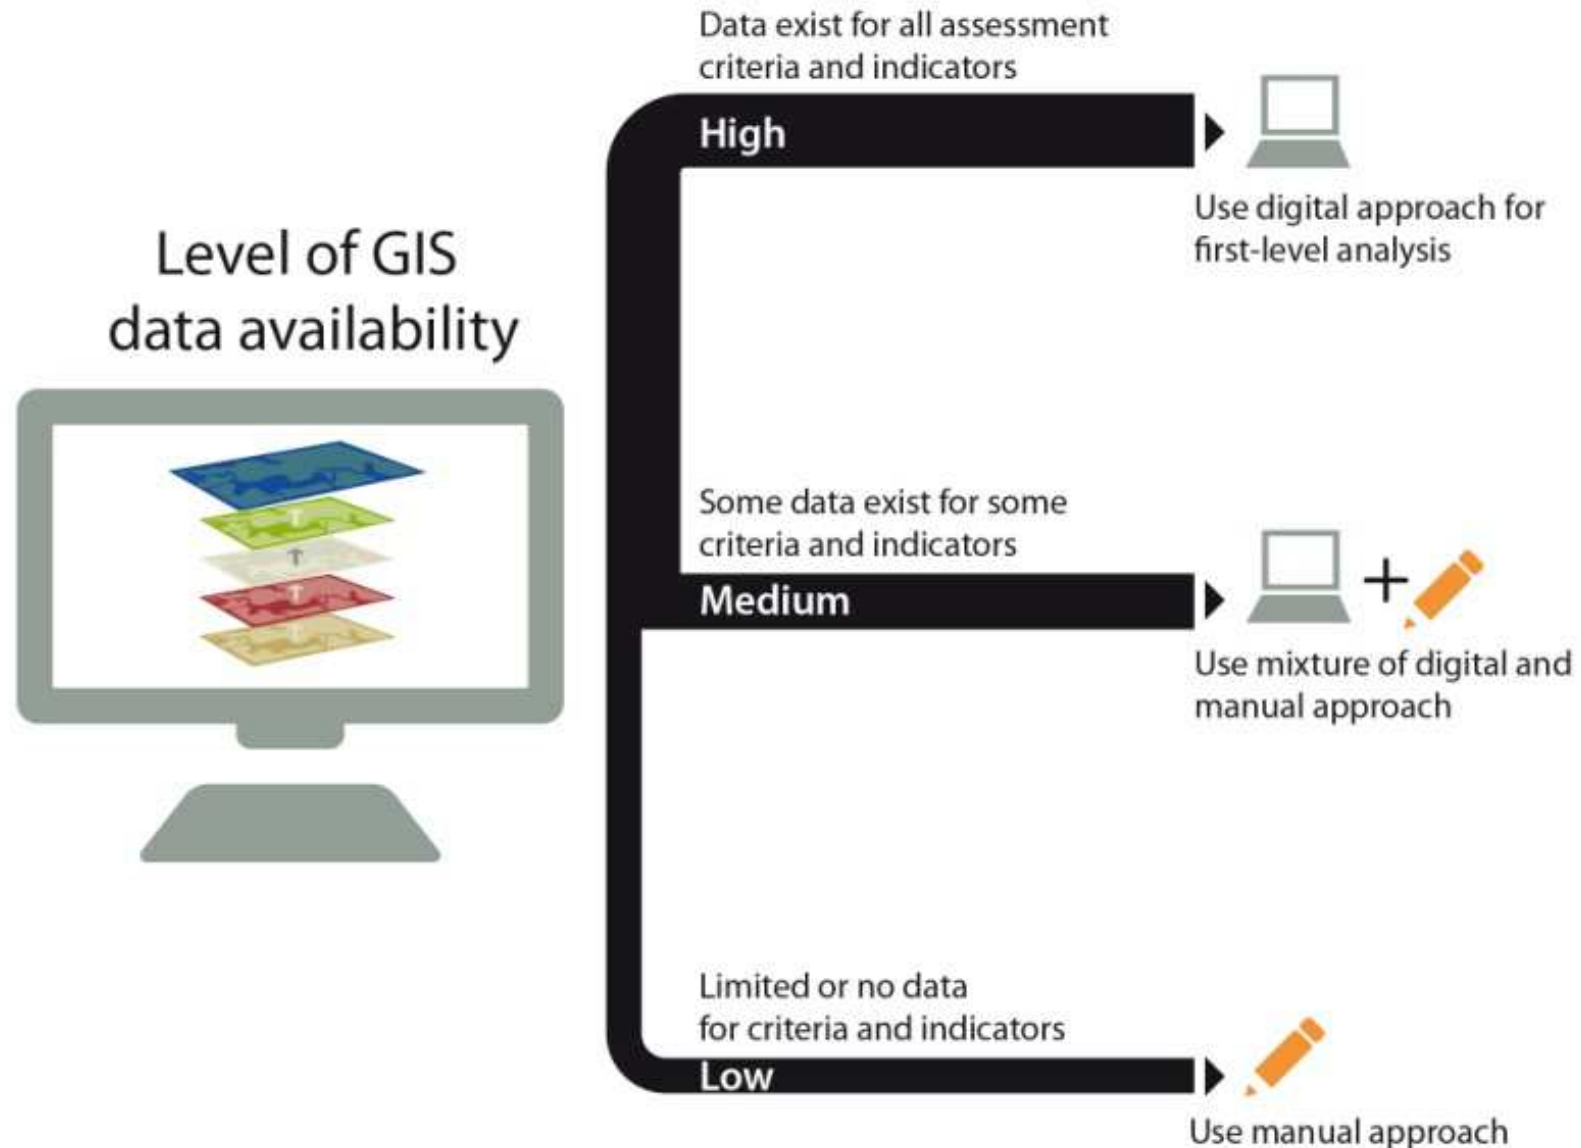 Level of GIS
data availability
Data exist for all assessment
criteria and indicators
High
Use digital approach for
first-level analysis
Some data exist for some
criteria and indicators
Medium
+
Use mixture of digital and
manual approach
Limited or no data
for criteria and indicators
Low
Use manual approach